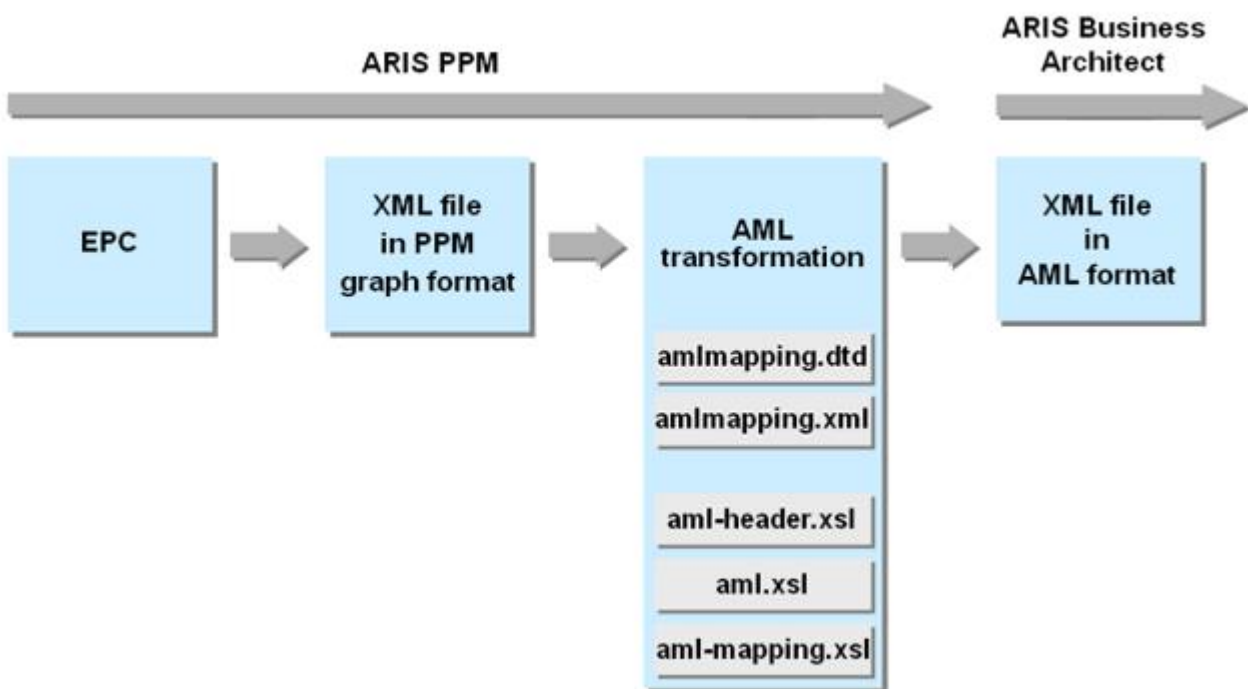 ARIS PPM
ARIS Business
Architect
EPC
XML file
in PPM
graph format
AML
transformation
amlmapping.dtd
amlmapping.xml
aml-header.xsl
aml.xsl
aml-mapping.xsl
XML file
in
AML format